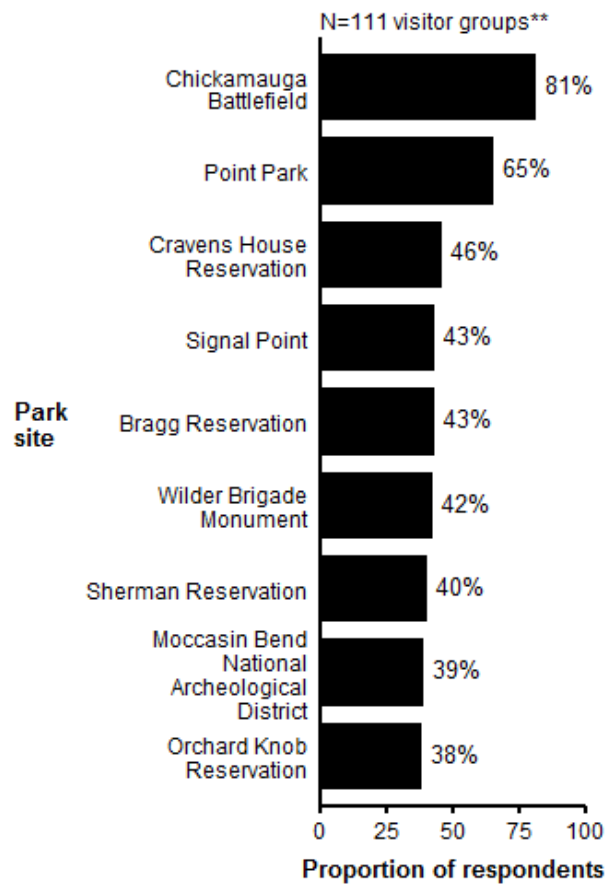 N=111 visitor groups**
Chickamauga
Battlefield
81%
Point Park
65%
Cravens House
Reservation
46%
Signal Point
43%
Park
site
Bragg Reservation
43%
Wilder Brigade
Monument
42%
Sherman Reservation
40%
Moccasin Bend
National
Archeological
District
39%
Orchard Knob
Reservation
38%
0 25 50 75 100
Proportion of respondents